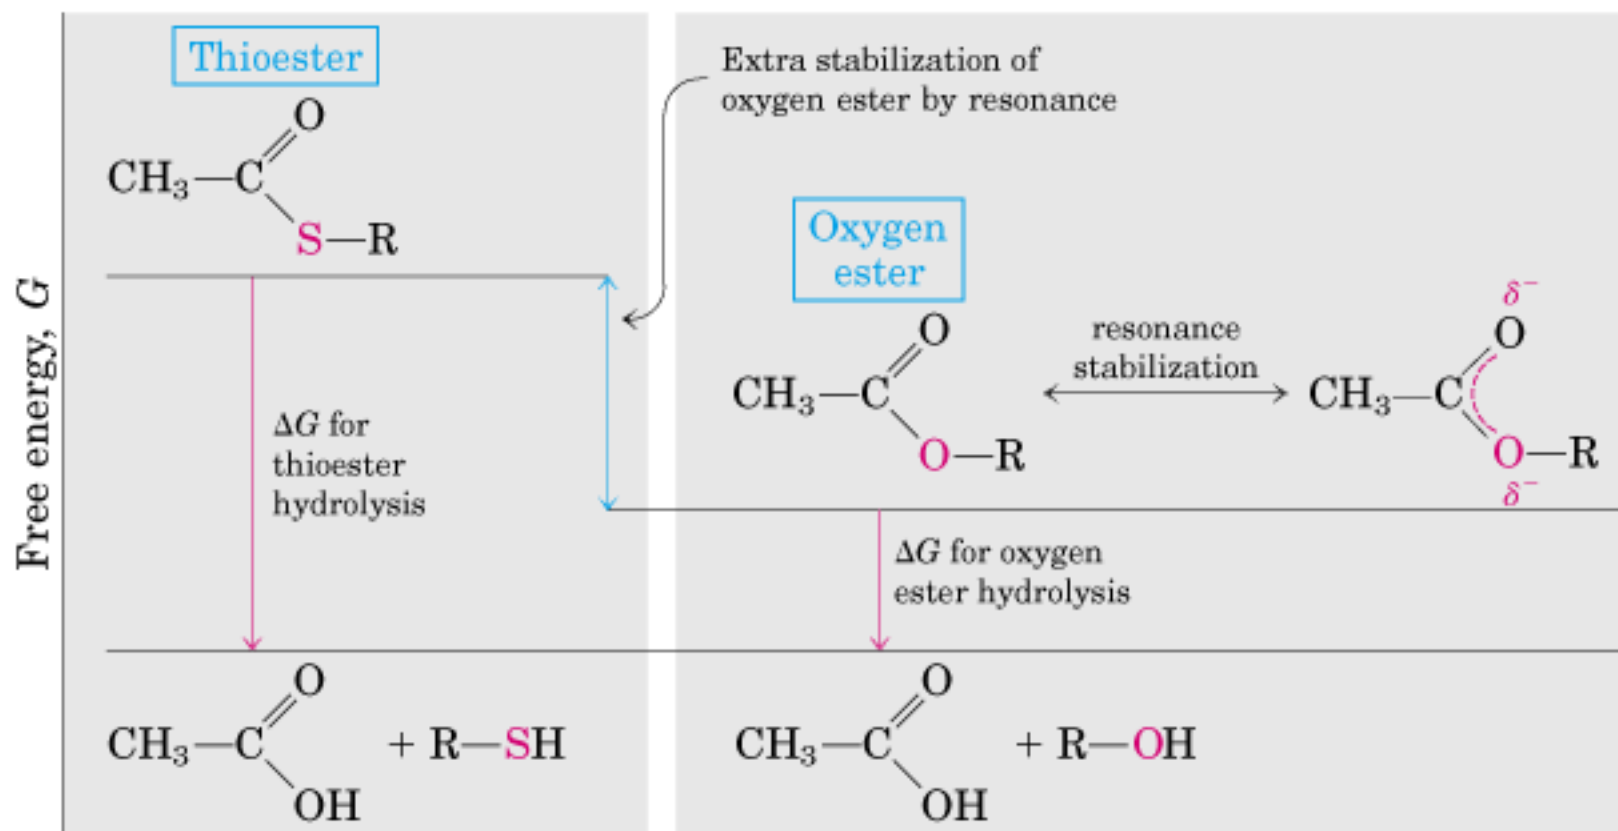 Free energy, G
Thioester
O
CH₃—C
S—R
Extra stabilization of
oxygen ester by resonance
Oxygen
ester
O
CH₃—C
O—R
resonance
stabilization
δ⁻
O
CH₃—C
O—R
δ⁻
ΔG for
thioester
hydrolysis
ΔG for oxygen
ester hydrolysis
O
CH₃—C + R—SH
OH
O
CH₃—C + R—OH
OH